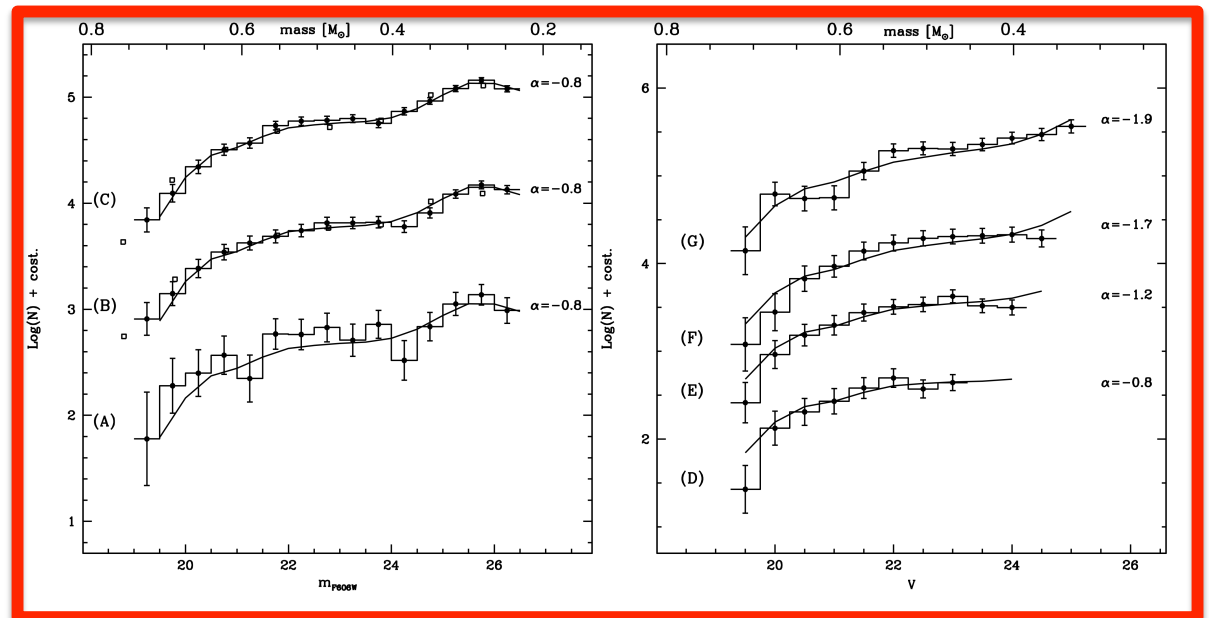 0.8 0.6 mass [M☉] 0.4 0.2
5
4
3
2
1
Log(N) + cost.
(C)
(B)
(A)
α=−0.8
α=−0.8
α=−0.8
20 22 24 26
m_F606W
0.8 0.6 mass [M☉] 0.4
6
4
2
Log(N) + cost.
(G)
(F)
(E)
(D)
α=−1.9
α=−1.7
α=−1.2
α=−0.8
20 22 24 26
V